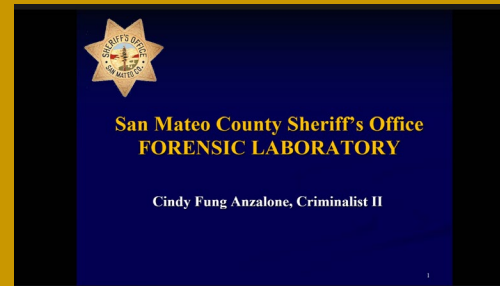 SHERIFF'S OFFICE
SAN MATEO CO.
San Mateo County Sheriff's Office
FORENSIC LABORATORY
Cindy Fung Anzalone, Criminalist II
1